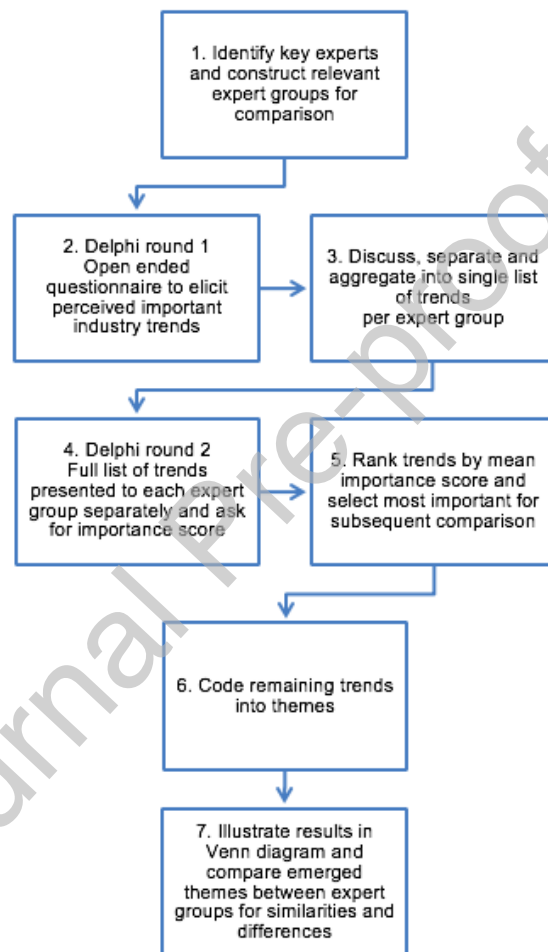 1. Identify key experts
and construct relevant
expert groups for
comparison
2. Delphi round 1
Open ended
questionnaire to elicit
perceived important
industry trends
3. Discuss, separate and
aggregate into single list
of trends
per expert group
4. Delphi round 2
Full list of trends
presented to each expert
group separately and ask
for importance score
5. Rank trends by mean
importance score and
select most important for
subsequent comparison
6. Code remaining trends
into themes
7. Illustrate results in
Venn diagram and
compare emerged
themes between expert
groups for similarities and
differences
urnal Pre-proof